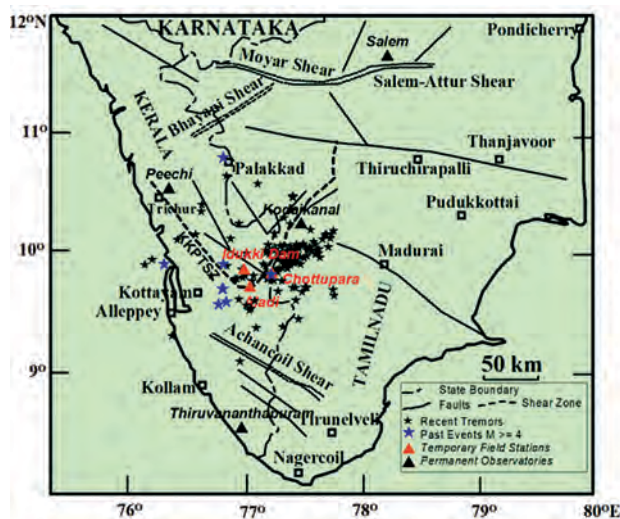 12°N
KARNATAKA
Pondicherry
Salem
Moyar Shear
Salem-Attur Shear
Bhavani Shear
KERALA
11°
Thanjavoor
Palakkad
Thiruchirapalli
Peechi
Trichur
Kodaikanal
Pudukkottai
10°
KKPTSZ
Idukki Dam
Madurai
Chottupara
Kottayam
Alleppey
TAMILNADU
Achancoil Shear
9°
50 km
Kollam
State Boundary
Faults
Shear Zone
Recent Tremors
Past Events M >= 4
Temporary Field Stations
Permanent Observatories
Thiruvananthapuram
Tirunelveli
Nagercoil
76°
77°
78°
79°
80°E